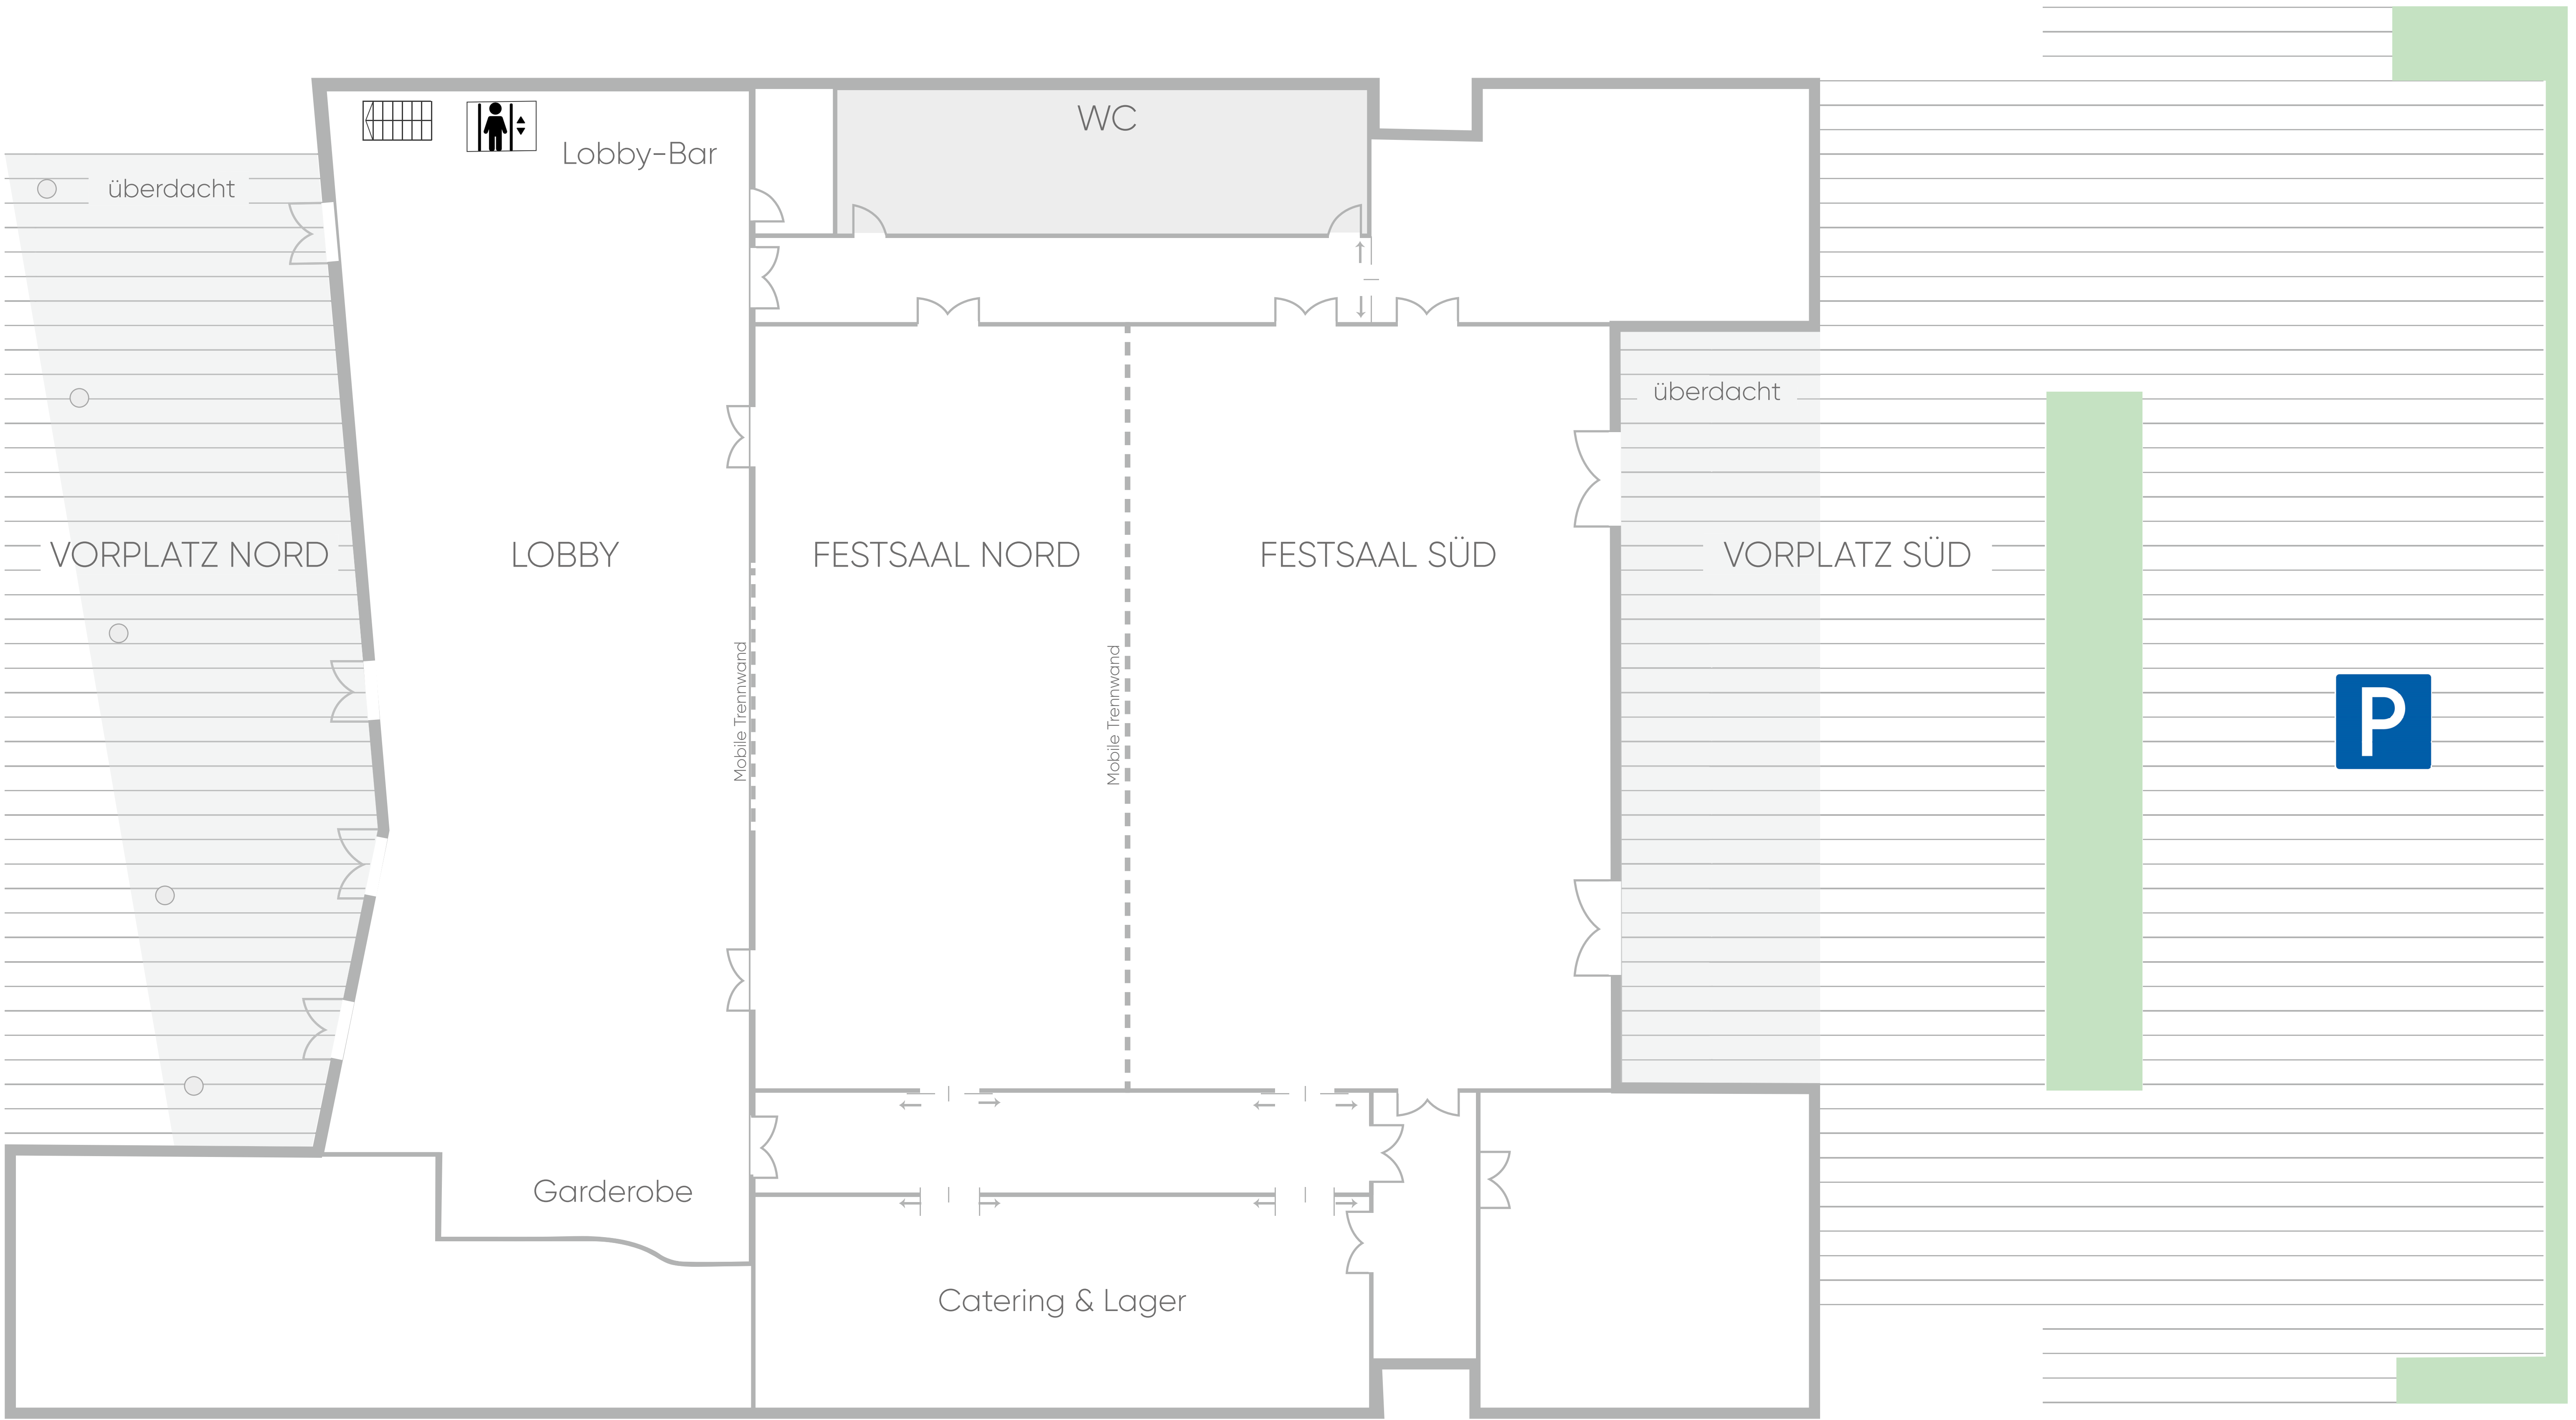 WC
Lobby-Bar
überdacht
überdacht
VORPLATZ NORD
LOBBY
FESTSAAL NORD
FESTSAAL SÜD
VORPLATZ SÜD
Mobile Trennwand
Mobile Trennwand
P
Garderobe
Catering & Lager